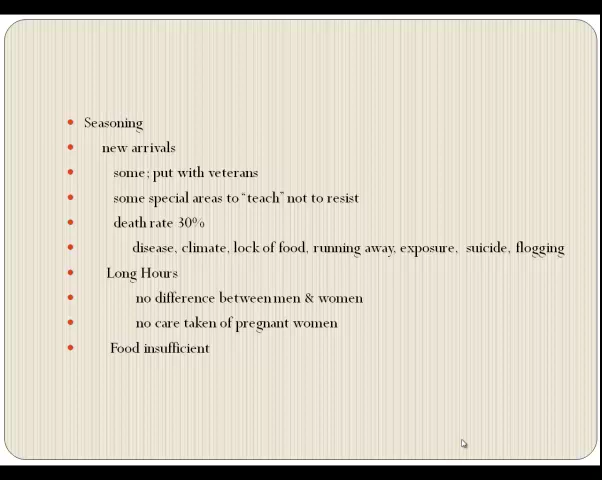 Seasoning
new arrivals
some; put with veterans
some special areas to "teach" not to resist
death rate 30%
disease, climate, lock of food, running away, exposure, suicide, flogging
Long Hours
no difference between men & women
no care taken of pregnant women
Food insufficient